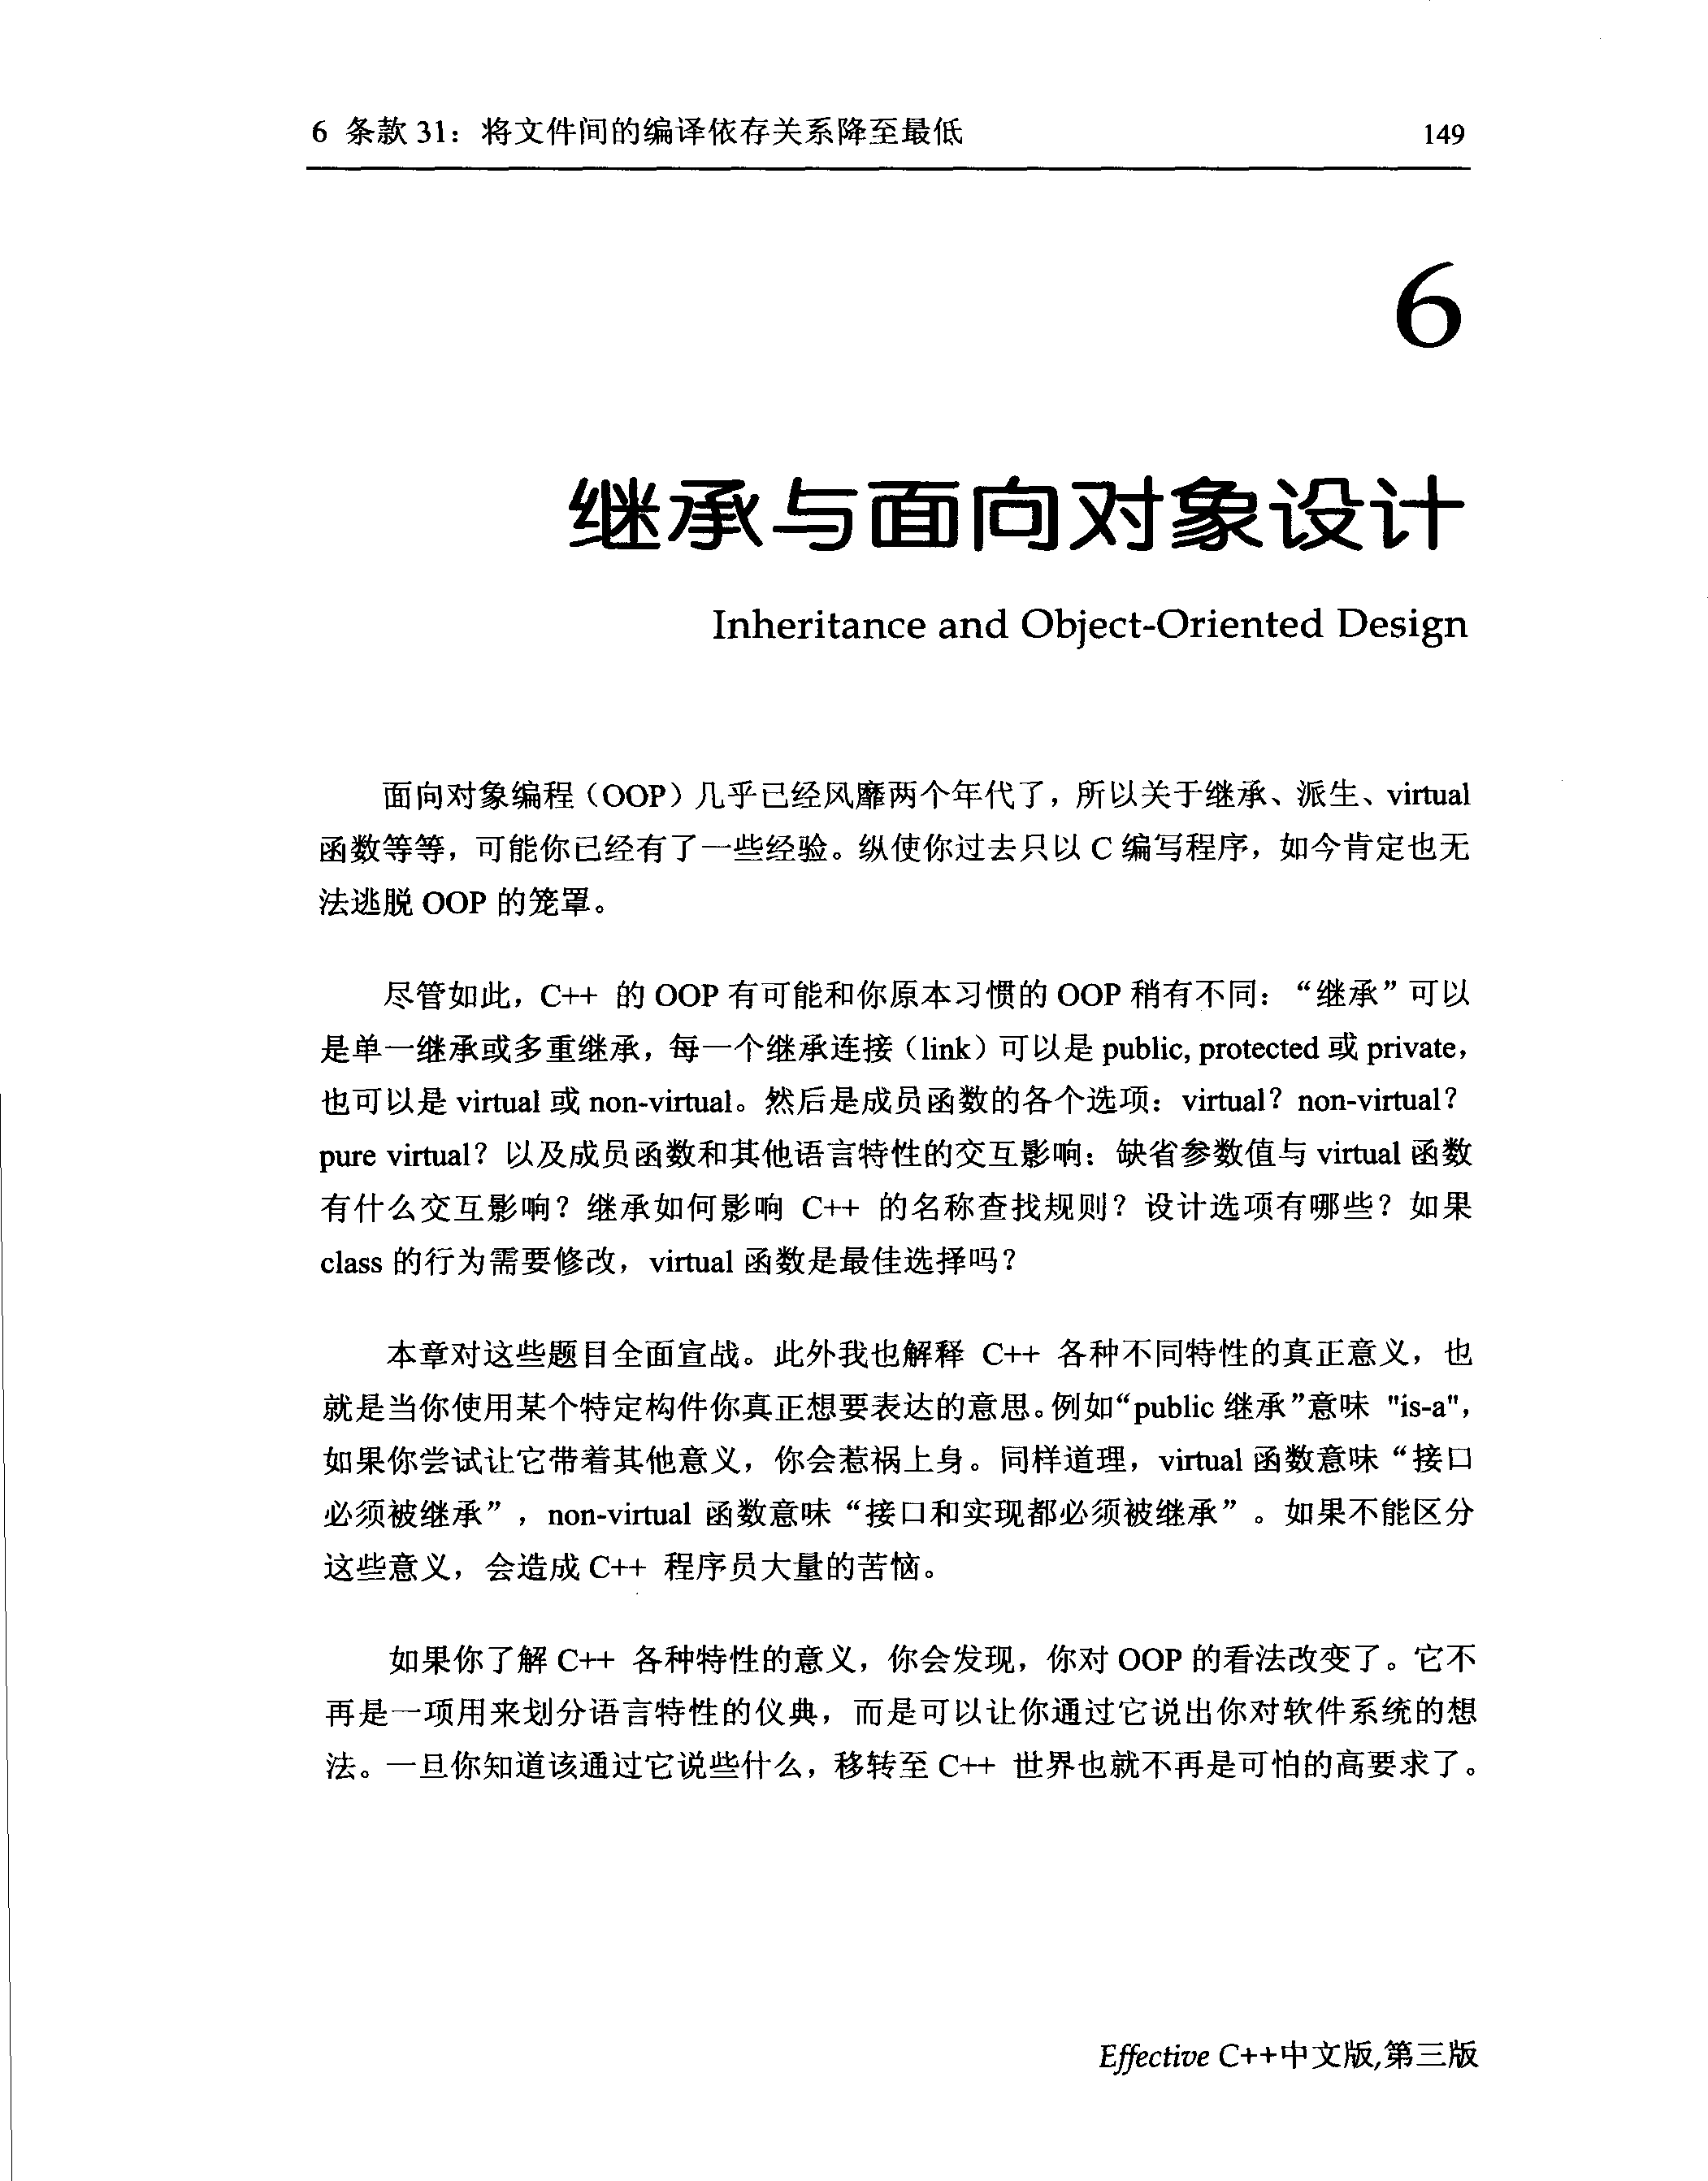 6 条款 31：将文件间的编译依存关系降至最低 149
6
继承与面向对象设计
Inheritance and Object-Oriented Design
面向对象编程（OOP）几乎已经风靡两个年代了，所以关于继承、派生、virtual
函数等等，可能你已经有了一些经验。纵使你过去只以 C 编写程序，如今肯定也无
法逃脱 OOP 的笼罩。
尽管如此，C++ 的 OOP 有可能和你原本习惯的 OOP 稍有不同：“继承”可以
是单一继承或多重继承，每一个继承连接（link）可以是 public, protected 或 private，
也可以是 virtual 或 non-virtual。然后是成员函数的各个选项：virtual？non-virtual？
pure virtual？以及成员函数和其他语言特性的交互影响：缺省参数值与 virtual 函数
有什么交互影响？继承如何影响 C++ 的名称查找规则？设计选项有哪些？如果
class 的行为需要修改，virtual 函数是最佳选择吗？
本章对这些题目全面宣战。此外我也解释 C++ 各种不同特性的真正意义，也
就是当你使用某个特定构件你真正想要表达的意思。例如“public 继承”意味 "is-a"，
如果你尝试让它带着其他意义，你会惹祸上身。同样道理，virtual 函数意味“接口
必须被继承”，non-virtual 函数意味“接口和实现都必须被继承”。如果不能区分
这些意义，会造成 C++ 程序员大量的苦恼。
如果你了解 C++ 各种特性的意义，你会发现，你对 OOP 的看法改变了。它不
再是一项用来划分语言特性的仪典，而是可以让你通过它说出你对软件系统的想
法。一旦你知道该通过它说些什么，移转至 C++ 世界也就不再是可怕的高要求了。
Effective C++中文版,第三版